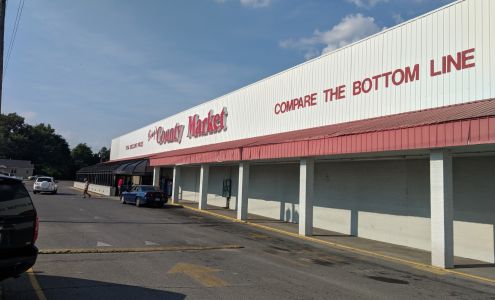 County Market
COMPARE THE BOTTOM LINE